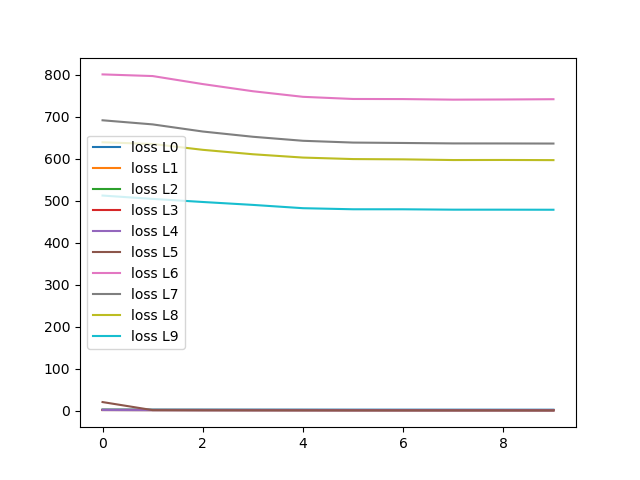 800
700
600
500
400
300
200
100
0
loss L0
loss L1
loss L2
loss L3
loss L4
loss L5
loss L6
loss L7
loss L8
loss L9
0 2 4 6 8